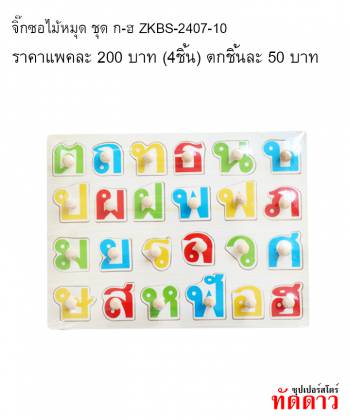 จิ๊กซอไม้หมุด ชุด ก-ฮ ZKBS-2407-10
ราคาแพคละ 200 บาท (4ชิ้น) ตกชิ้นละ 50 บาท
ต ถ ท ธ น บ
ป ผ ฝ พ ฟ ภ
ม ย ร ล ว ศ
ษ ส ห ฬ อ ฮ
ซุปเปอร์สโตร์
ทัดดาว